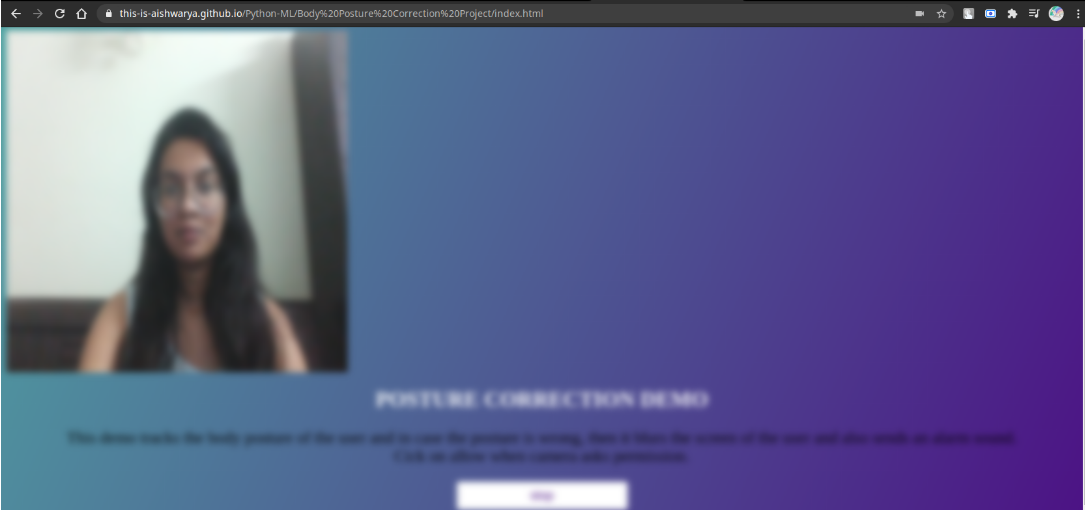 this-is-aishwarya.github.io/Python-ML/Body%20Posture%20Correction%20Project/index.html
POSTURE CORRECTION DEMO
This demo tracks the body posture of the user and in case the posture is wrong, then it blurs the screen of the user and also sends an alarm sound.
Click on allow when camera asks permission.